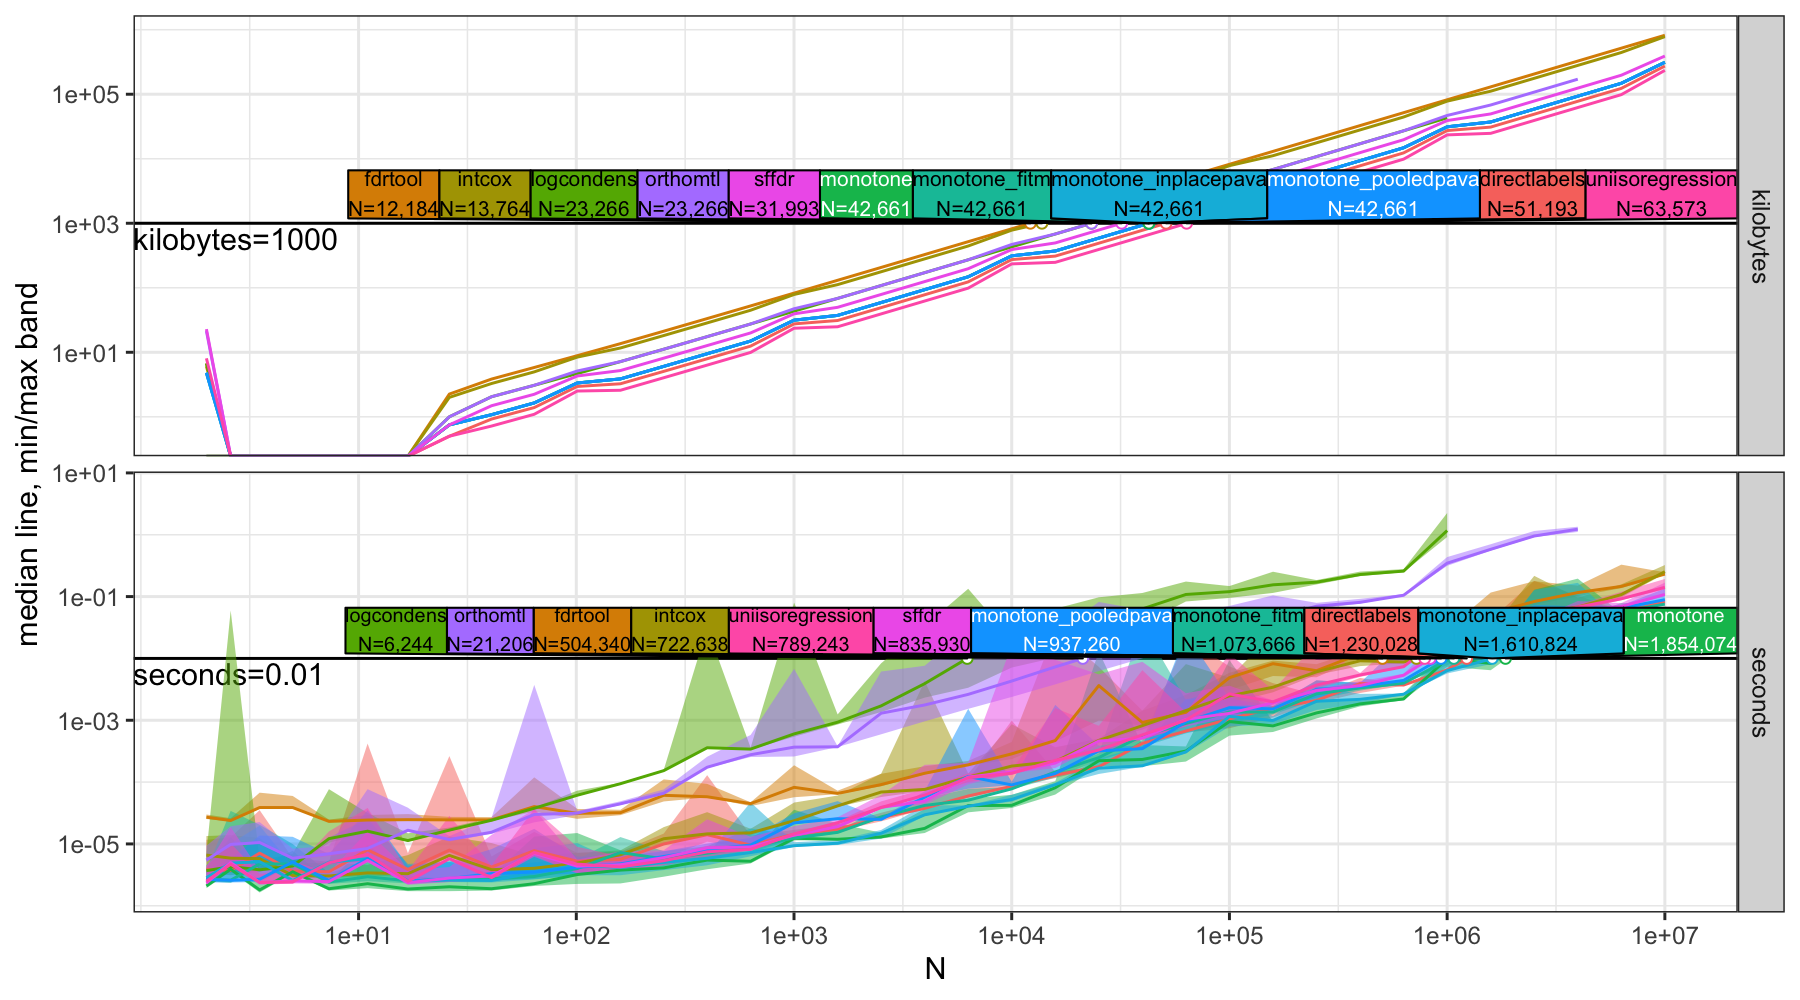 median line, min/max band
1e+05
1e+03
1e+01
fdrtool
N=12,184
intcox
N=13,764
logcondens
N=23,266
orthomtl
N=23,266
sffdr
N=31,993
monotone
N=42,661
monotone_fitm
N=42,661
monotone_inplacepava
N=42,661
monotone_pooledpava
N=42,661
directlabels
N=51,193
uniisoregression
N=63,573
kilobytes=1000
kilobytes
1e+01
1e-01
1e-03
1e-05
logcondens
N=6,244
orthomtl
N=21,206
fdrtool
N=504,340
intcox
N=722,638
uniisoregression
N=789,243
sffdr
N=835,930
monotone_pooledpava
N=937,260
monotone_fitm
N=1,073,666
directlabels
N=1,230,028
monotone_inplacepava
N=1,610,824
monotone
N=1,854,074
seconds=0.01
seconds
1e+01
1e+02
1e+03
1e+04
1e+05
1e+06
1e+07
N